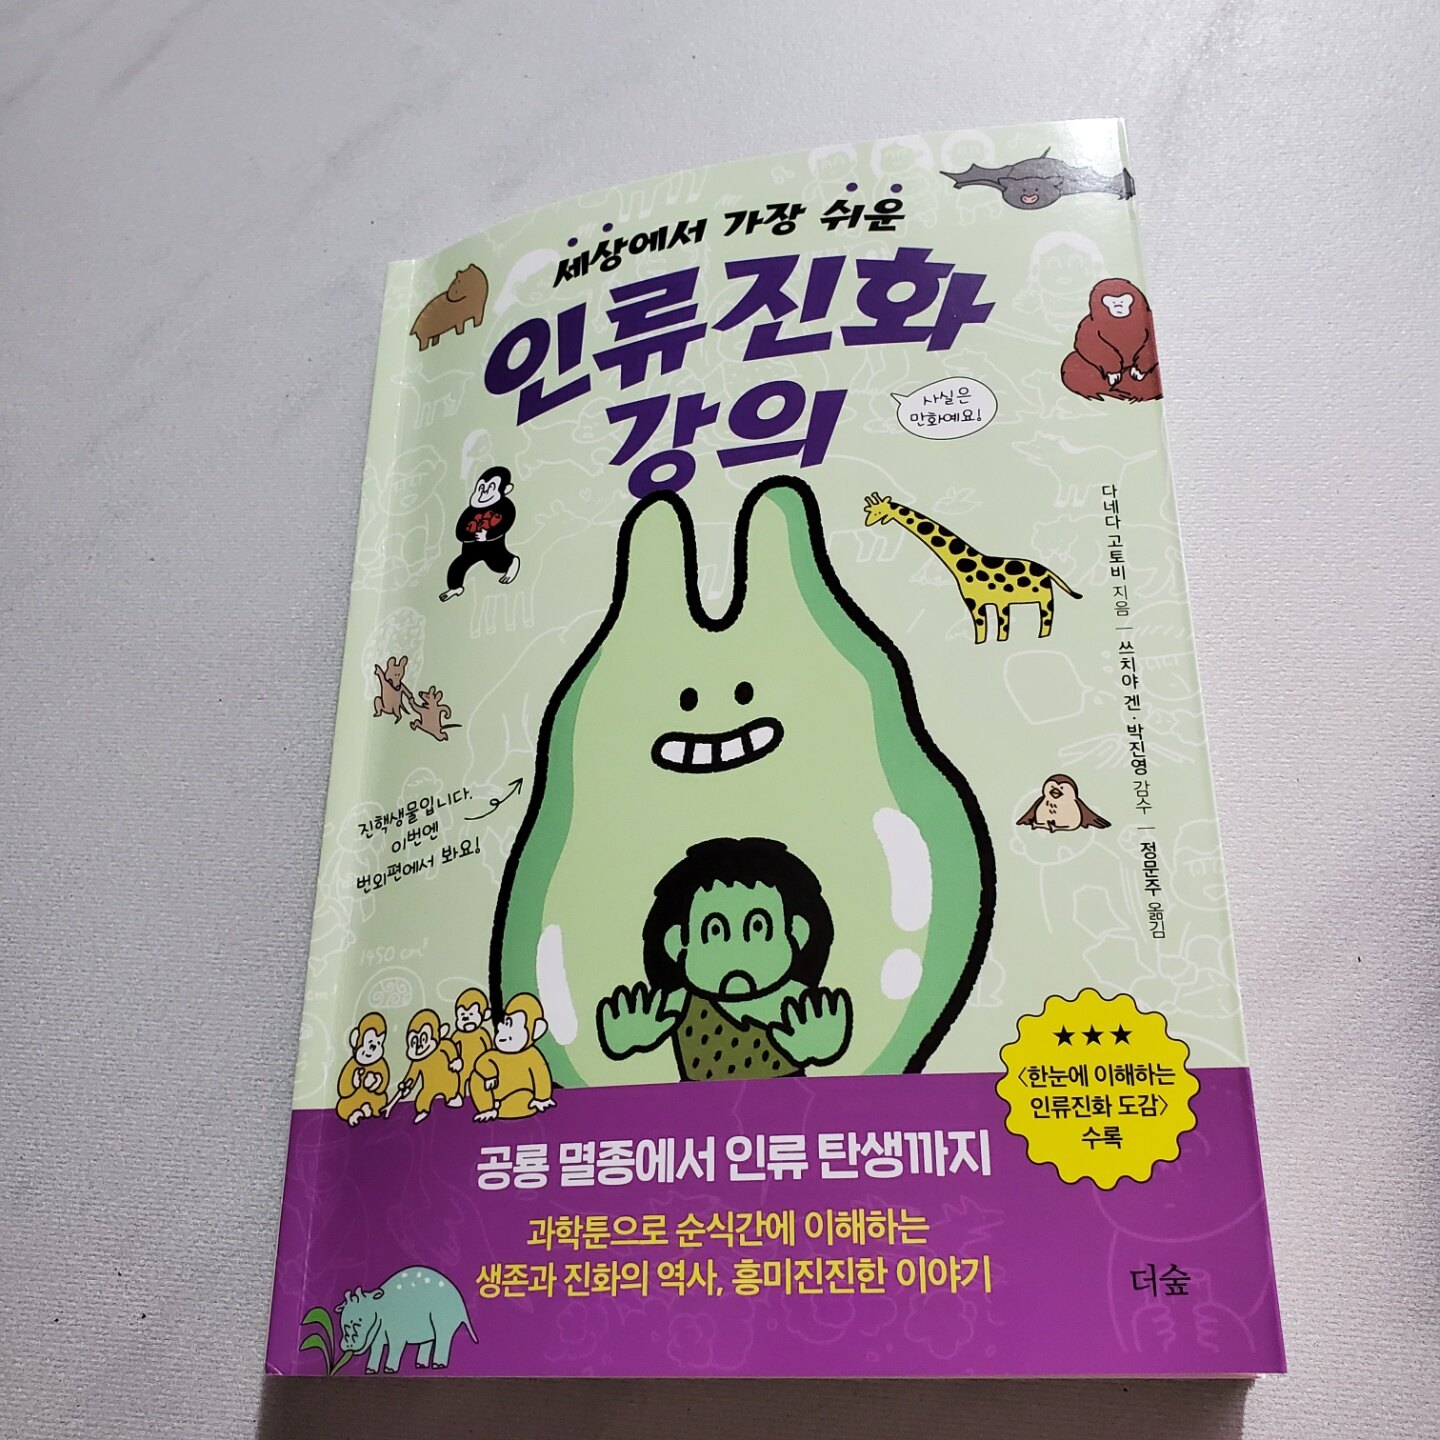 세상에서 가장 쉬운
인류 진화
강의
사실은
만화예요!
다네다 고토비 지음 | 쓰치야 겐·박진영 감수 | 정문주 옮김
진핵생물입니다.
이번엔
번외편에서 봐요!
1450 cm³
★★★
<한눈에 이해하는
인류진화 도감>
수록
공룡 멸종에서 인류 탄생까지
과학툰으로 순식간에 이해하는
생존과 진화의 역사, 흥미진진한 이야기
더숲